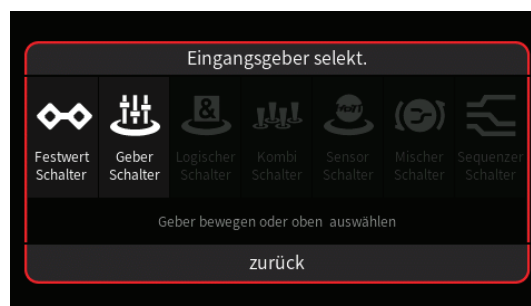 Eingangsgeber selekt.
&
MOTT
Festwert Geber Logischer Kombi Sensor Mischer Sequenzer
Schalter Schalter Schalter Schalter Schalter Schalter Schalter
Geber bewegen oder oben auswählen
zurück